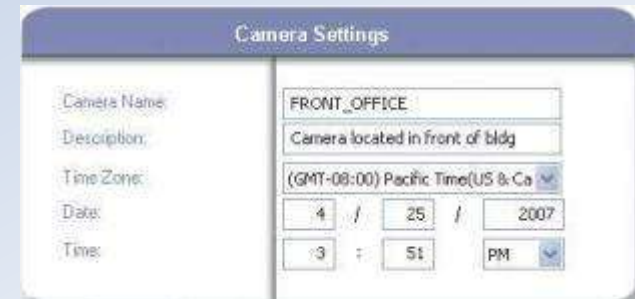 Camera Settings
Camera Name: FRONT_OFFICE
Description: Camera located in front of bldg
Time Zone: (GMT-08:00) Pacific Time(US & Ca
Date: 4 / 25 / 2007
Time: 3 : 51 PM